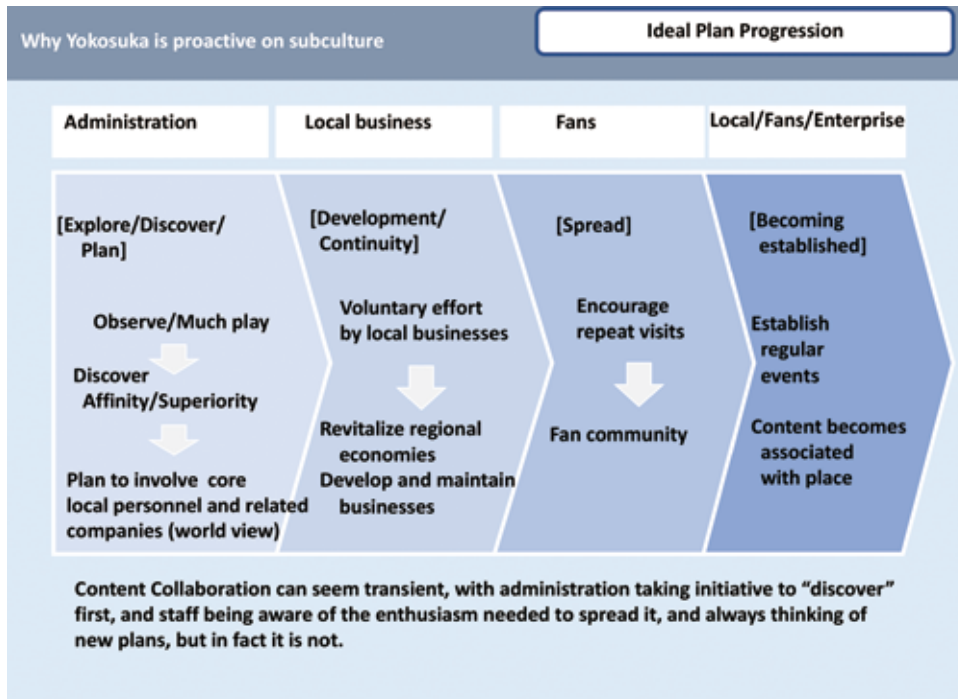 Why Yokosuka is proactive on subculture
Ideal Plan Progression
Administration
Local business
Fans
Local/Fans/Enterprise
[Explore/Discover/
Plan]
Observe/Much play
Discover
Affinity/Superiority
Plan to involve core
local personnel and related
companies (world view)
[Development/
Continuity]
Voluntary effort
by local businesses
Revitalize regional
economies
Develop and maintain
businesses
[Spread]
Encourage
repeat visits
Fan community
[Becoming
established]
Establish
regular
events
Content becomes
associated
with place
Content Collaboration can seem transient, with administration taking initiative to “discover”
first, and staff being aware of the enthusiasm needed to spread it, and always thinking of
new plans, but in fact it is not.